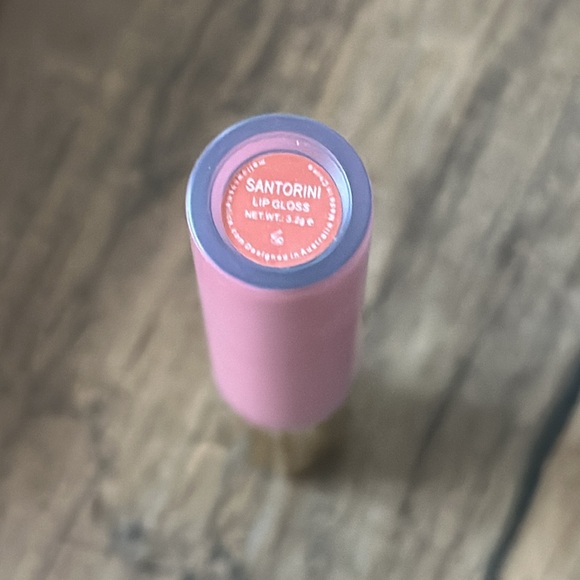 SANTORINI
LIP GLOSS
NET.WT.: 3.2g e
Designed in Australia
Made in China